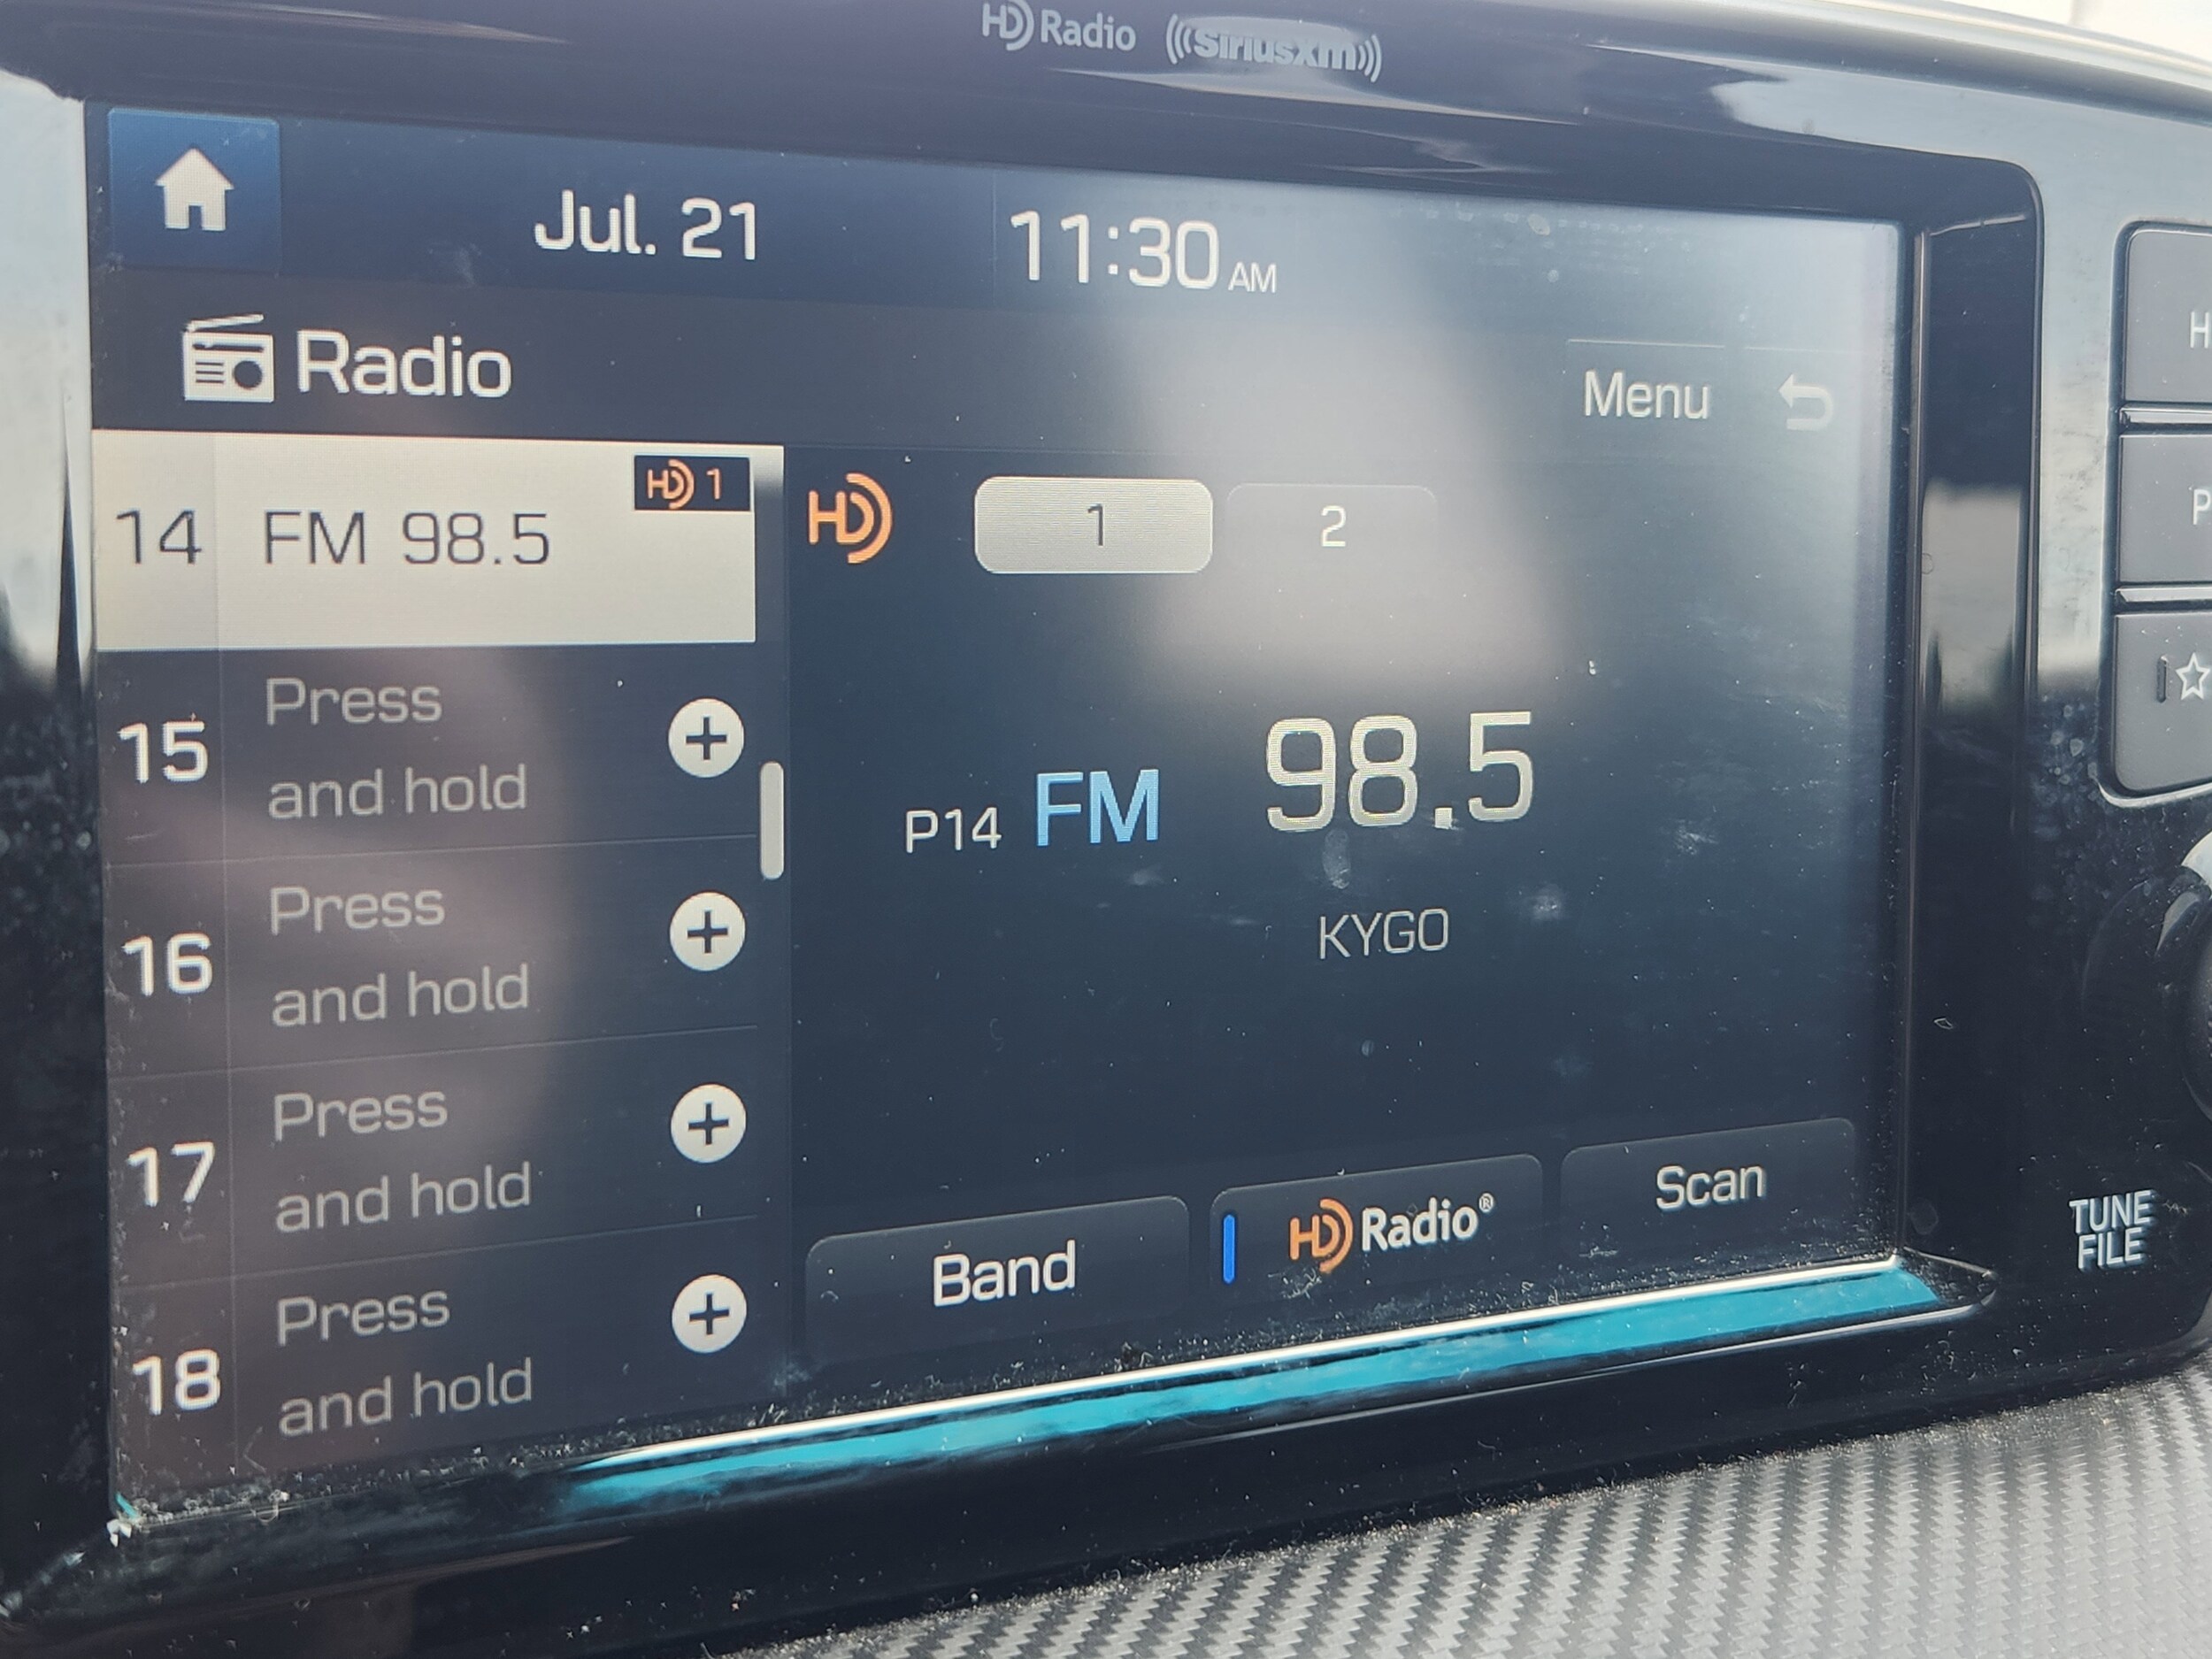 HD Radio ((SiriusXM))
Jul. 21 11:30 AM
Radio
Menu
14 FM 98.5 HD 1
HD 1 2
15 Press
and hold
P14 FM 98.5
KYGO
16 Press
and hold
17 Press
and hold
18 Press
and hold
Band HD Radio® Scan
TUNE
FILE